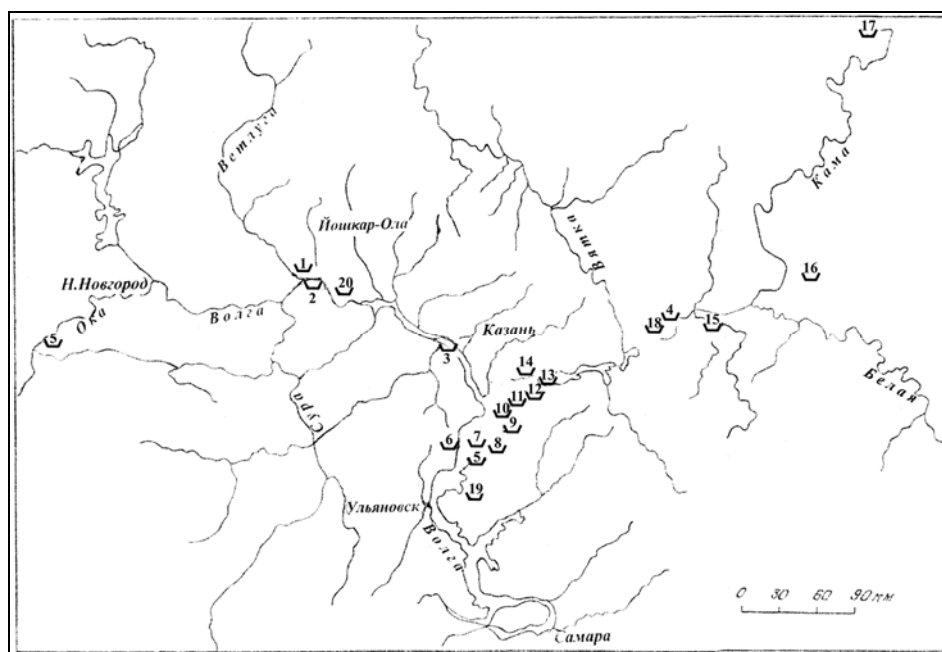 17
Ветлуга
Кама
Йошкар-Ола
Вятка
1
16
Н.Новгород
2
20
Ока
Волга
4
5
18
15
Казань
3
14
13
Белая
12
11
10
Сура
9
6
7
8
5
19
Ульяновск
Волга
0 30 60 90 км
Самара